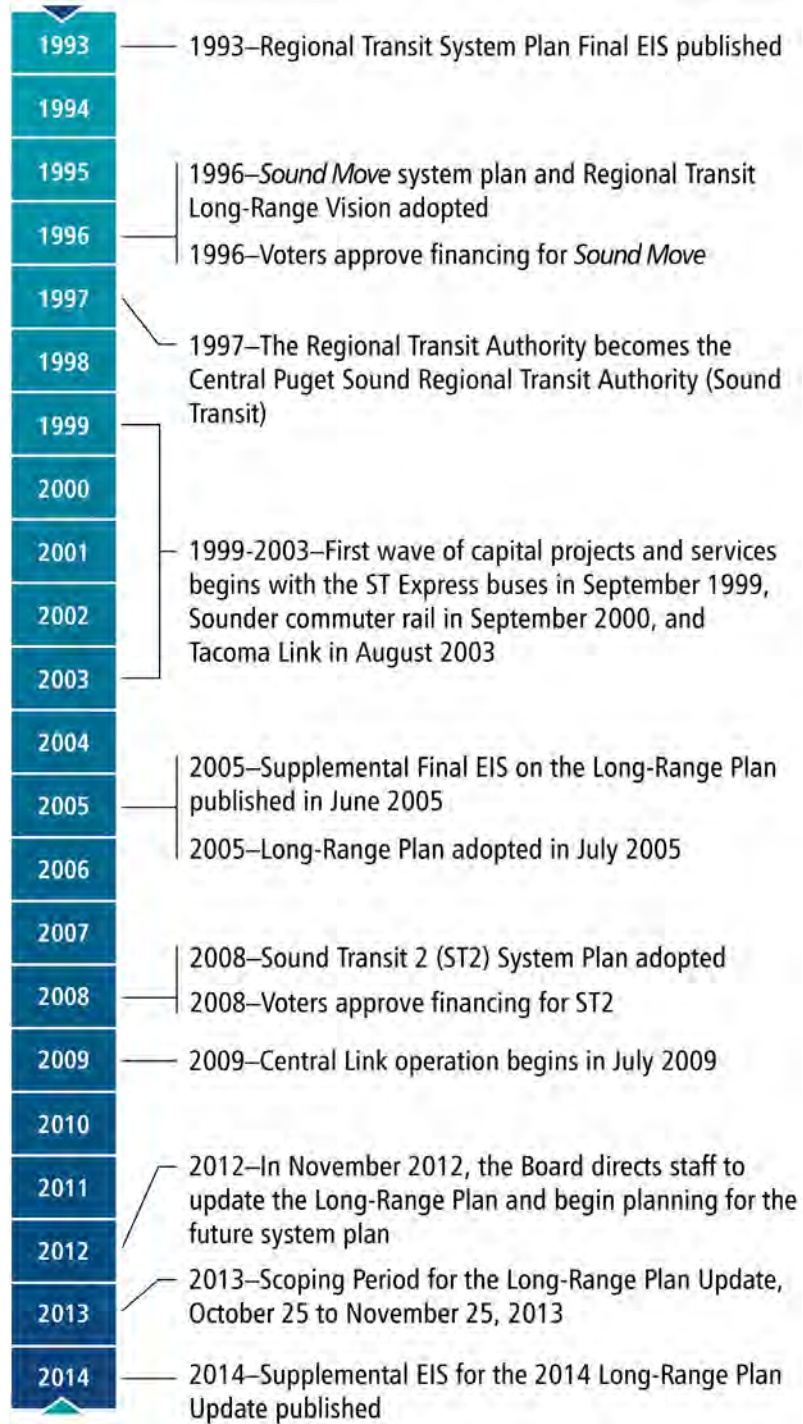 1993
1993–Regional Transit System Plan Final EIS published
1994
1995
1996–Sound Move system plan and Regional Transit
Long-Range Vision adopted
1996
1996–Voters approve financing for Sound Move
1997
1997–The Regional Transit Authority becomes the
Central Puget Sound Regional Transit Authority (Sound
Transit)
1998
1999
2000
2001
1999-2003–First wave of capital projects and services
begins with the ST Express buses in September 1999,
Sounder commuter rail in September 2000, and
Tacoma Link in August 2003
2002
2003
2004
2005–Supplemental Final EIS on the Long-Range Plan
published in June 2005
2005
2005–Long-Range Plan adopted in July 2005
2006
2007
2008–Sound Transit 2 (ST2) System Plan adopted
2008
2008–Voters approve financing for ST2
2009
2009–Central Link operation begins in July 2009
2010
2011
2012–In November 2012, the Board directs staff to
update the Long-Range Plan and begin planning for the
future system plan
2012
2013
2013–Scoping Period for the Long-Range Plan Update,
October 25 to November 25, 2013
2014
2014–Supplemental EIS for the 2014 Long-Range Plan
Update published